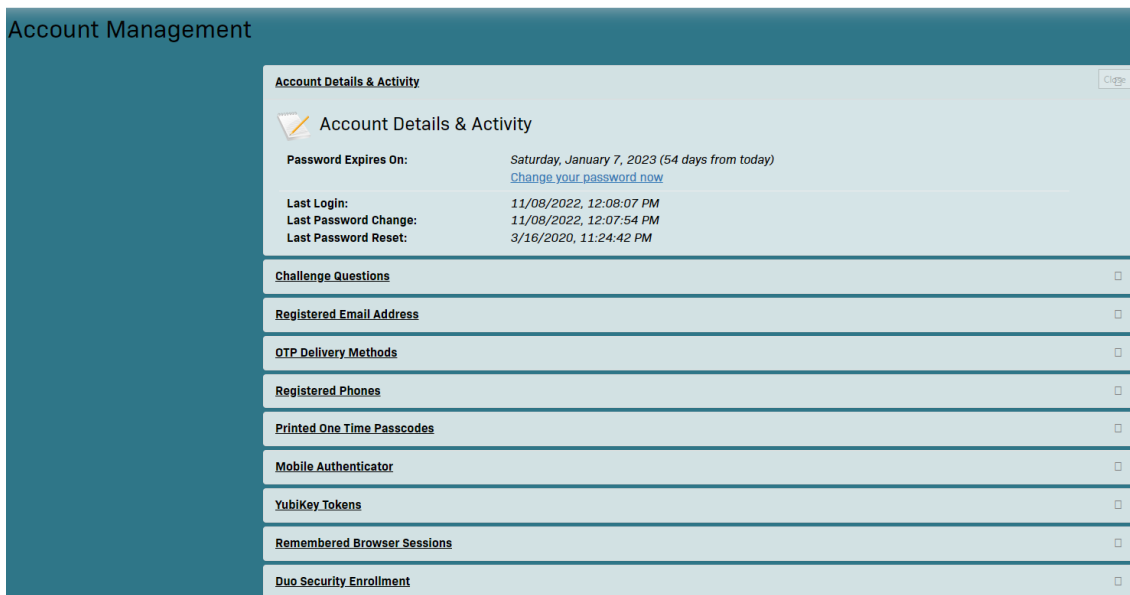 Account Management
Account Details & Activity
Close
Account Details & Activity
Password Expires On: Saturday, January 7, 2023 (54 days from today)
Change your password now
Last Login: 11/08/2022, 12:08:07 PM
Last Password Change: 11/08/2022, 12:07:54 PM
Last Password Reset: 3/16/2020, 11:24:42 PM
Challenge Questions
Registered Email Address
OTP Delivery Methods
Registered Phones
Printed One Time Passcodes
Mobile Authenticator
YubiKey Tokens
Remembered Browser Sessions
Duo Security Enrollment